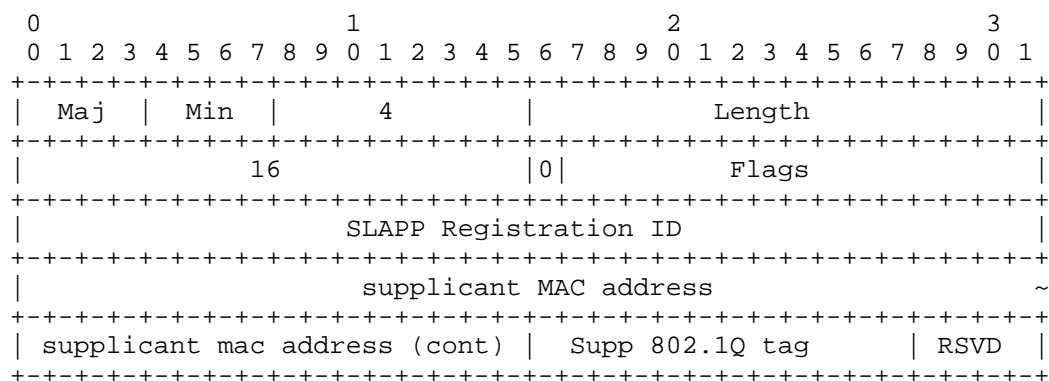 0                   1                   2                   3
 0 1 2 3 4 5 6 7 8 9 0 1 2 3 4 5 6 7 8 9 0 1 2 3 4 5 6 7 8 9 0 1
+-+-+-+-+-+-+-+-+-+-+-+-+-+-+-+-+-+-+-+-+-+-+-+-+-+-+-+-+-+-+-+-+
|  Maj  |  Min  |      4        |           Length              |
+-+-+-+-+-+-+-+-+-+-+-+-+-+-+-+-+-+-+-+-+-+-+-+-+-+-+-+-+-+-+-+-+
|              16               |0|          Flags              |
+-+-+-+-+-+-+-+-+-+-+-+-+-+-+-+-+-+-+-+-+-+-+-+-+-+-+-+-+-+-+-+-+
|                    SLAPP Registration ID                      |
+-+-+-+-+-+-+-+-+-+-+-+-+-+-+-+-+-+-+-+-+-+-+-+-+-+-+-+-+-+-+-+-+
|                     supplicant MAC address                    ~
+-+-+-+-+-+-+-+-+-+-+-+-+-+-+-+-+-+-+-+-+-+-+-+-+-+-+-+-+-+-+-+-+
| supplicant mac address (cont) |  Supp 802.1Q tag      | RSVD  |
+-+-+-+-+-+-+-+-+-+-+-+-+-+-+-+-+-+-+-+-+-+-+-+-+-+-+-+-+-+-+-+-+